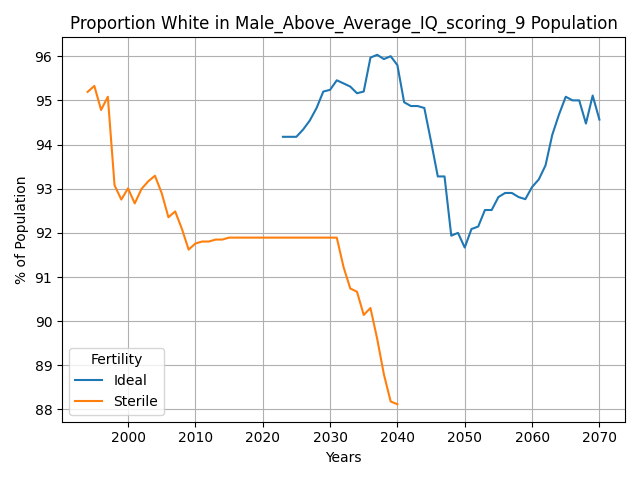 Proportion White in Male_Above_Average_IQ_scoring_9 Population
% of Population
96
95
94
93
92
91
90
89
88
Fertility
Ideal
Sterile
2000 2010 2020 2030 2040 2050 2060 2070
Years